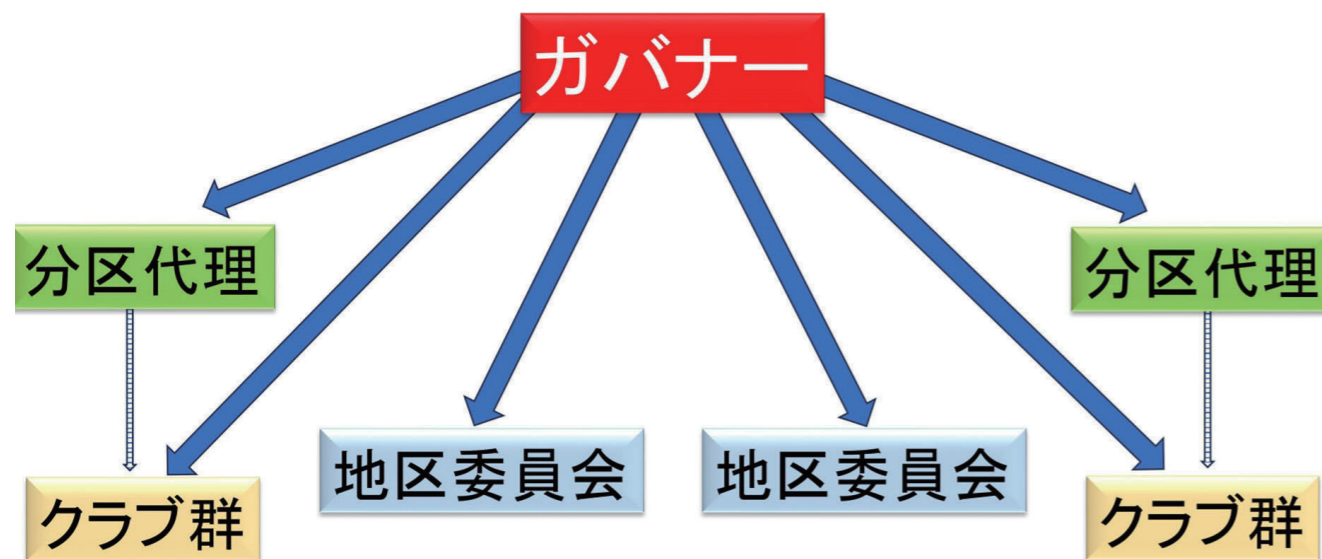 ガバナー
分区代理
分区代理
地区委員会
地区委員会
クラブ群
クラブ群